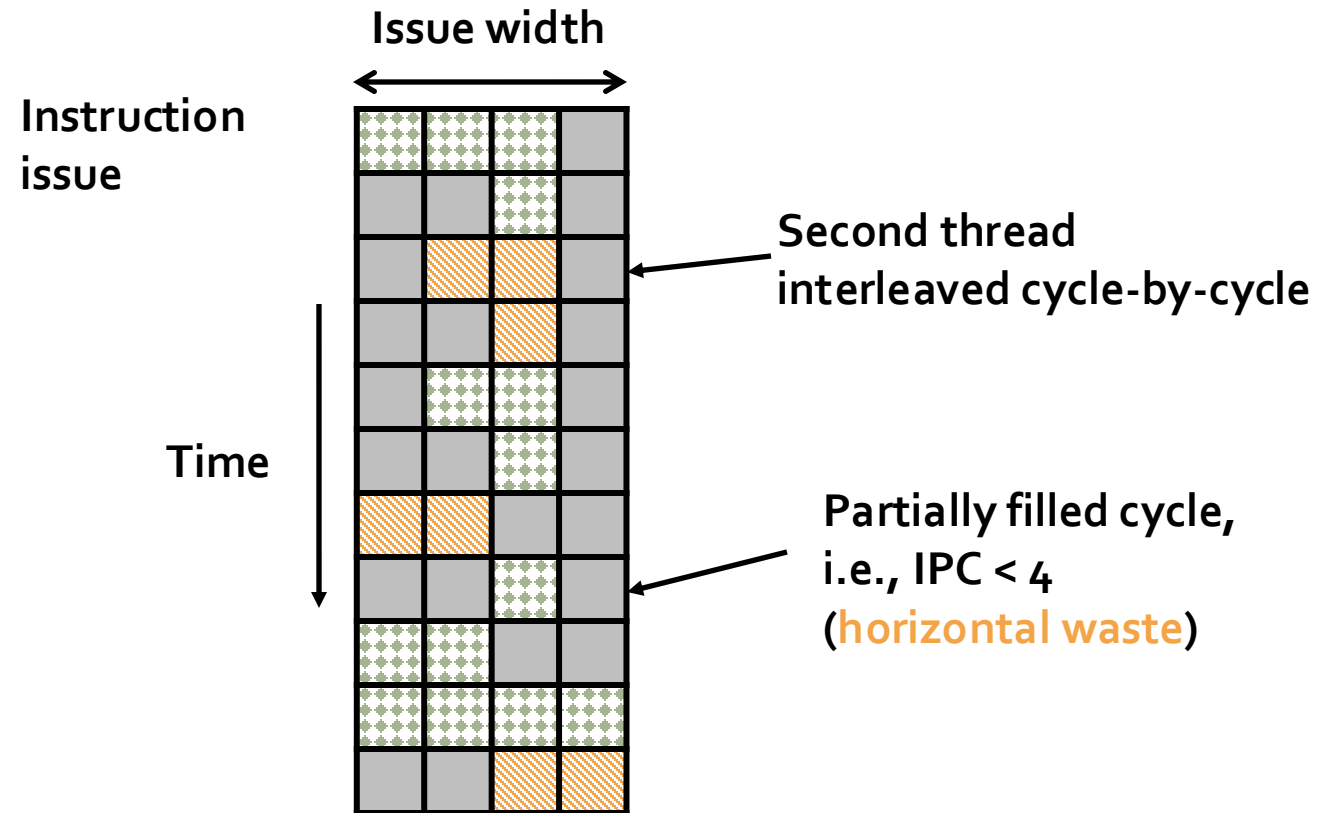 Issue width
Instruction
issue
Second thread
interleaved cycle-by-cycle
Time
Partially filled cycle,
i.e., IPC < 4
(horizontal waste)